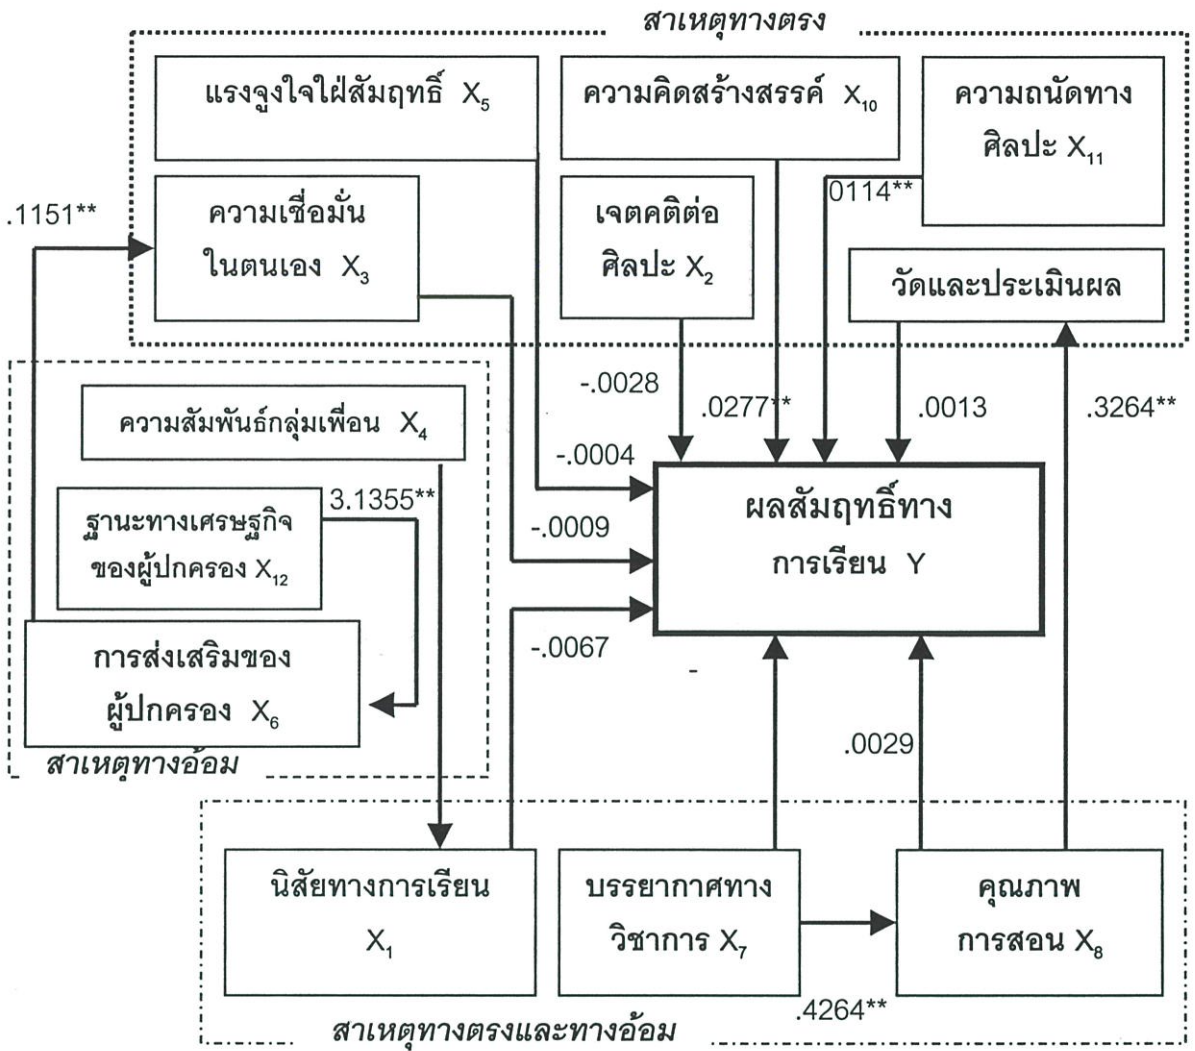 สาเหตุทางตรง
แรงจูงใจใฝ่สัมฤทธิ์ X₅
ความคิดสร้างสรรค์ X₁₀
ความถนัดทาง
ศิลปะ X₁₁
.1151**
ความเชื่อมั่น
ในตนเอง X₃
เจตคติต่อ
ศิลปะ X₂
0114**
วัดและประเมินผล
-.0028
.0277**
.0013
.3264**
ความสัมพันธ์กลุ่มเพื่อน X₄
-.0004
ฐานะทางเศรษฐกิจ
ของผู้ปกครอง X₁₂
3.1355**
-.0009
ผลสัมฤทธิ์ทาง
การเรียน Y
การส่งเสริมของ
ผู้ปกครอง X₆
-.0067
-
.0029
สาเหตุทางอ้อม
นิสัยทางการเรียน
X₁
บรรยากาศทาง
วิชาการ X₇
คุณภาพ
การสอน X₈
.4264**
สาเหตุทางตรงและทางอ้อม